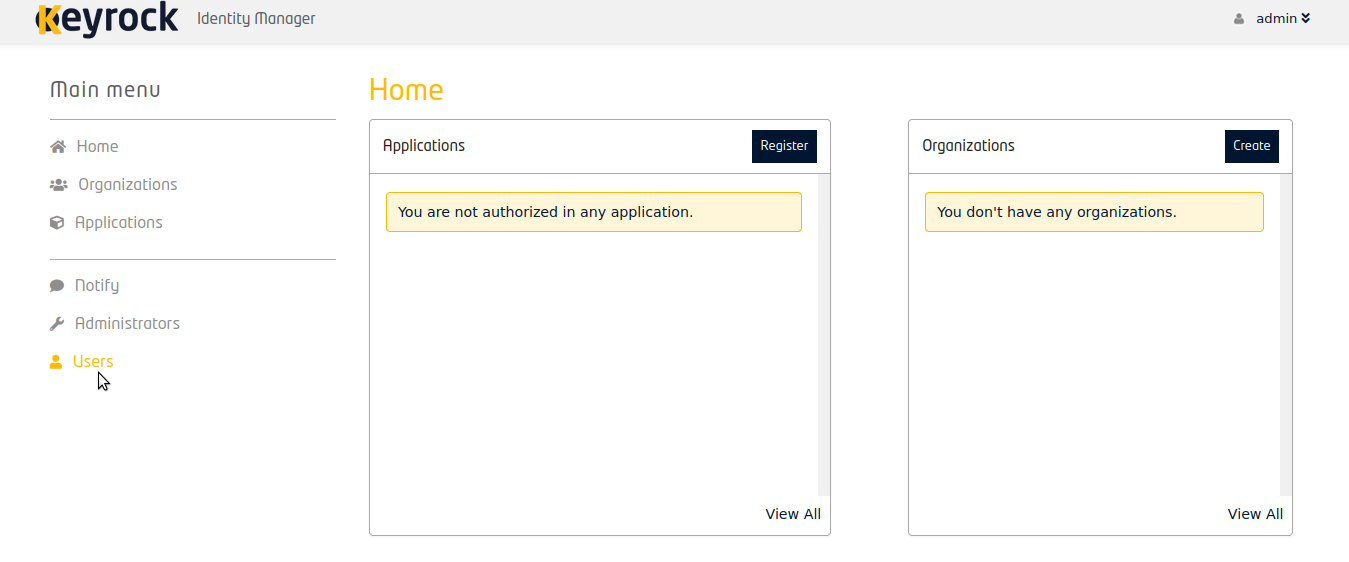 Keyrock Identity Manager
admin
Main menu
Home
Organizations
Applications
Notify
Administrators
Users
Home
Applications
Register
You are not authorized in any application.
View All
Organizations
Create
You don't have any organizations.
View All